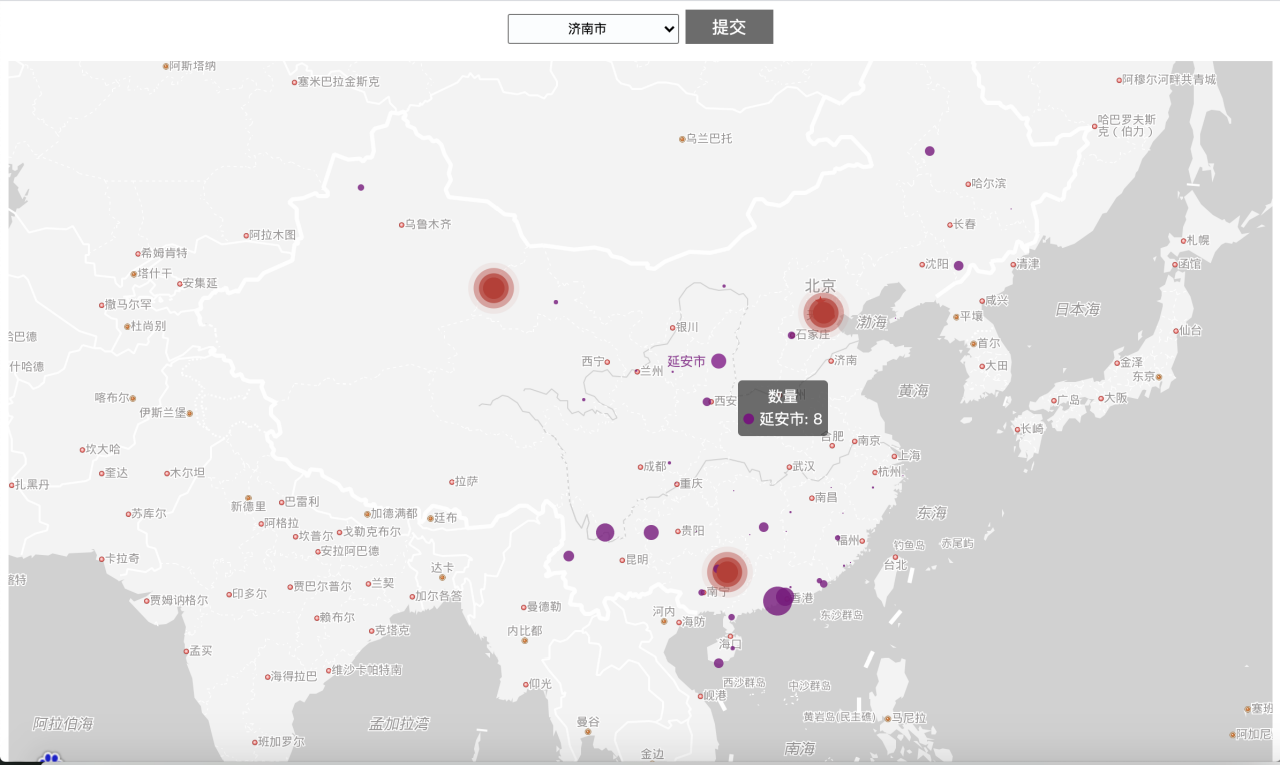 济南市
提交
阿斯塔纳
塞米巴拉金斯克
阿穆尔河畔共青城
哈巴罗夫斯
克（伯力）
乌兰巴托
哈尔滨
乌鲁木齐
长春
阿拉木图
札幌
希姆肯特
塔什干
安集延
沈阳
清津
函馆
北京
撒马尔罕
咸兴
日本海
杜尚别
银川
渤海
平壤
仙台
石家庄
首尔
西宁
延安市
济南
兰州
大田
金泽
东京
什哈德
黄海
喀布尔
伊斯兰堡
西安
数量
延安市: 8
广岛
大阪
长崎
合肥
南京
坎大哈
上海
奎达
木尔坦
成都
武汉
杭州
扎黑丹
拉萨
重庆
南昌
新德里
巴雷利
苏库尔
加德满都
廷布
东海
阿格拉
坎普尔
戈勒克布尔
贵阳
福州
钓鱼岛
赤尾屿
安拉阿巴德
卡拉奇
昆明
台北
达卡
贾巴尔普尔
兰契
印多尔
加尔各答
南宁
香港
贾姆讷格尔
曼德勒
河内
海防
东沙群岛
赖布尔
克塔克
内比都
海口
孟买
维沙卡帕特南
海得拉巴
仰光
西沙群岛
中沙群岛
岘港
阿拉伯海
孟加拉湾
曼谷
黄岩岛(民主礁)
马尼拉
塞班
阿加尼
班加罗尔
金边
南海